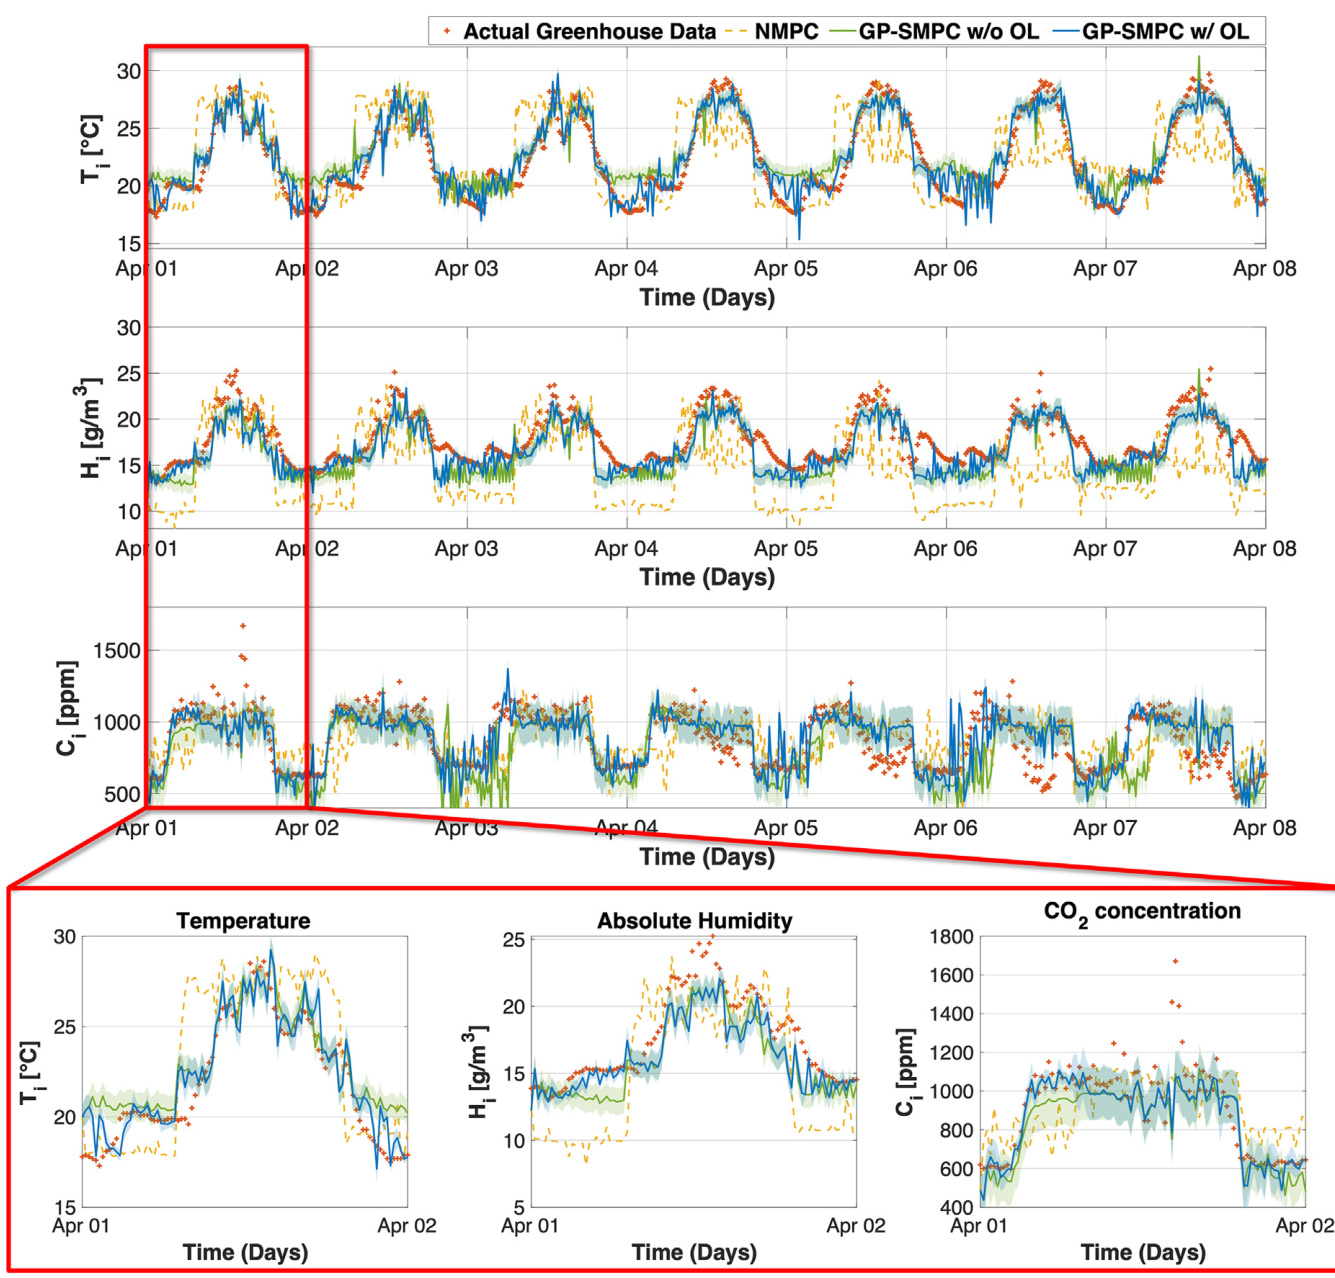 Actual Greenhouse Data NMPC GP-SMPC w/o OL GP-SMPC w/ OL
30
25
20
15
T_i [°C]
Apr 01 Apr 02 Apr 03 Apr 04 Apr 05 Apr 06 Apr 07 Apr 08
Time (Days)
30
25
20
15
10
H_i [g/m³]
Apr 01 Apr 02 Apr 03 Apr 04 Apr 05 Apr 06 Apr 07 Apr 08
Time (Days)
1500
1000
500
C_i [ppm]
Apr 01 Apr 02 Apr 03 Apr 04 Apr 05 Apr 06 Apr 07 Apr 08
Time (Days)
Temperature
30
25
20
15
T_i [°C]
Apr 01 Apr 02
Time (Days)
Absolute Humidity
25
20
15
10
5
H_i [g/m³]
Apr 01 Apr 02
Time (Days)
CO₂ concentration
1800
1600
1400
1200
1000
800
600
400
C_i [ppm]
Apr 01 Apr 02
Time (Days)